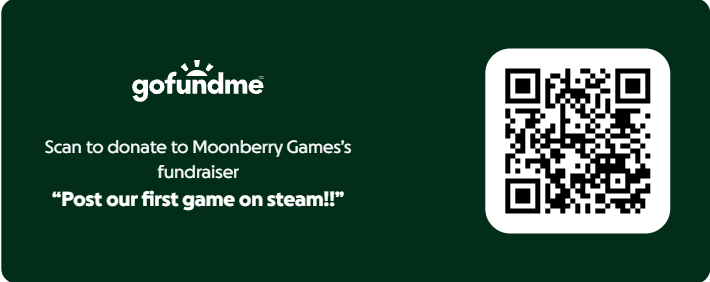 gofundme
Scan to donate to Moonberry Games's
fundraiser
“Post our first game on steam!!”